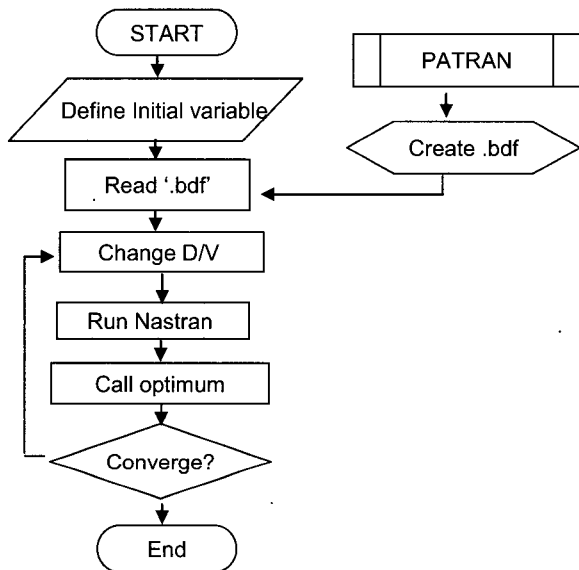 START
PATRAN
Define Initial variable
Create .bdf
Read ‘.bdf’
Change D/V
Run Nastran
Call optimum
Converge?
End